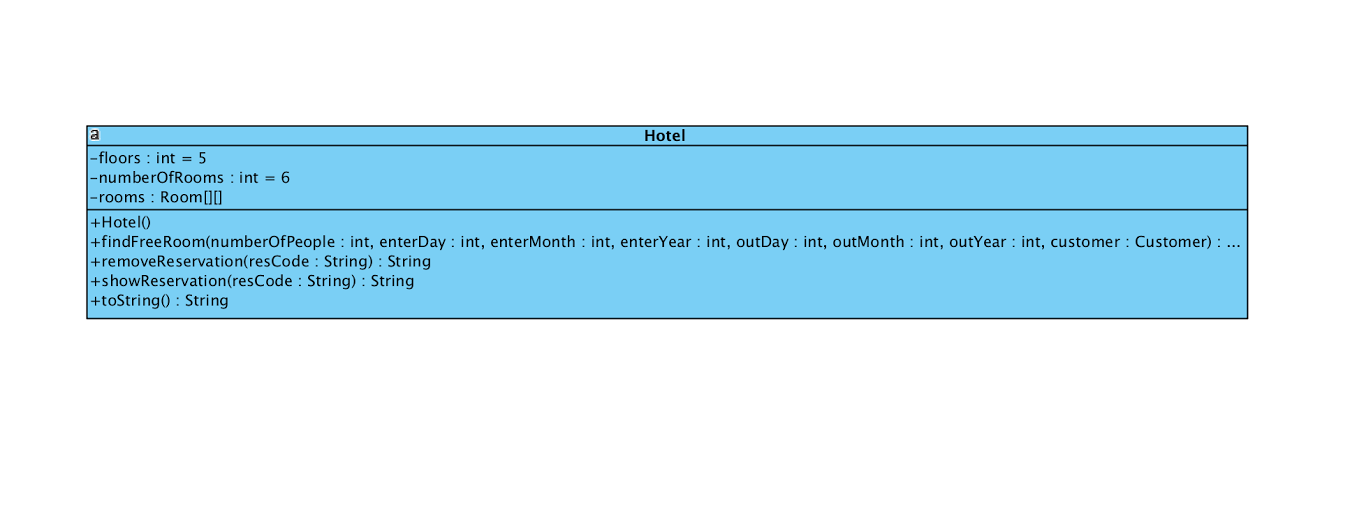 a
Hotel
-floors : int = 5
-numberOfRooms : int = 6
-rooms : Room[][]
+Hotel()
+findFreeRoom(numberOfPeople : int, enterDay : int, enterMonth : int, enterYear : int, outDay : int, outMonth : int, outYear : int, customer : Customer) : ...
+removeReservation(resCode : String) : String
+showReservation(resCode : String) : String
+toString() : String